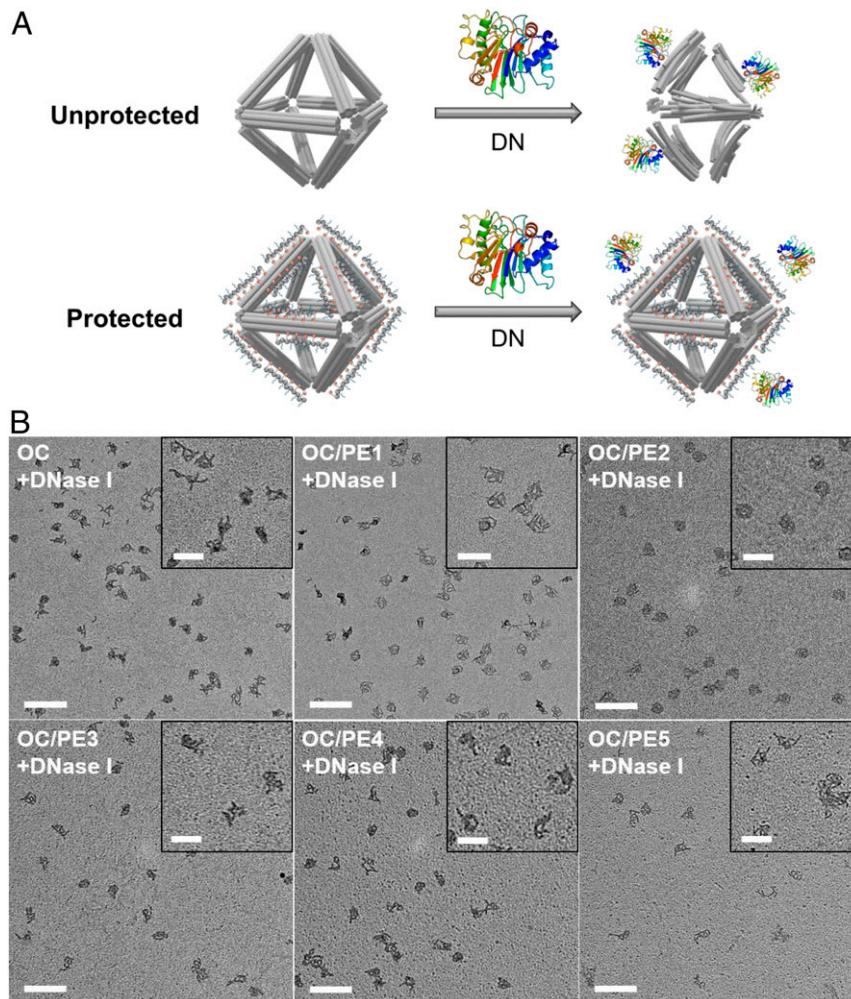 A
Unprotected
DN
Protected
DN
B
OC
+DNase I
OC/PE1
+DNase I
OC/PE2
+DNase I
OC/PE3
+DNase I
OC/PE4
+DNase I
OC/PE5
+DNase I